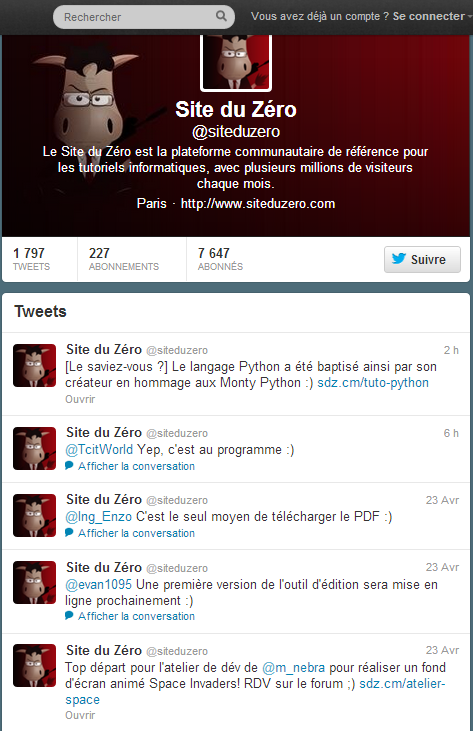 Rechercher
Vous avez déjà un compte ? Se connecter
Site du Zéro
@siteduzero
Le Site du Zéro est la plateforme communautaire de référence pour
les tutoriels informatiques, avec plusieurs millions de visiteurs
chaque mois.
Paris · http://www.siteduzero.com
1 797 227 7 647
TWEETS ABONNEMENTS ABONNÉS
Suivre
Tweets
Site du Zéro @siteduzero 2 h
[Le saviez-vous ?] Le langage Python a été baptisé ainsi par son
créateur en hommage aux Monty Python :) sdz.cm/tuto-python
Ouvrir
Site du Zéro @siteduzero 6 h
@TcitWorld Yep, c'est au programme :)
Afficher la conversation
Site du Zéro @siteduzero 23 Avr
@Ing_Enzo C'est le seul moyen de télécharger le PDF :)
Afficher la conversation
Site du Zéro @siteduzero 23 Avr
@evan1095 Une première version de l'outil d'édition sera mise en
ligne prochainement :)
Afficher la conversation
Site du Zéro @siteduzero 23 Avr
Top départ pour l'atelier de dév de @m_nebra pour réaliser un fond
d'écran animé Space Invaders! RDV sur le forum ;) sdz.cm/atelier-
space
Ouvrir